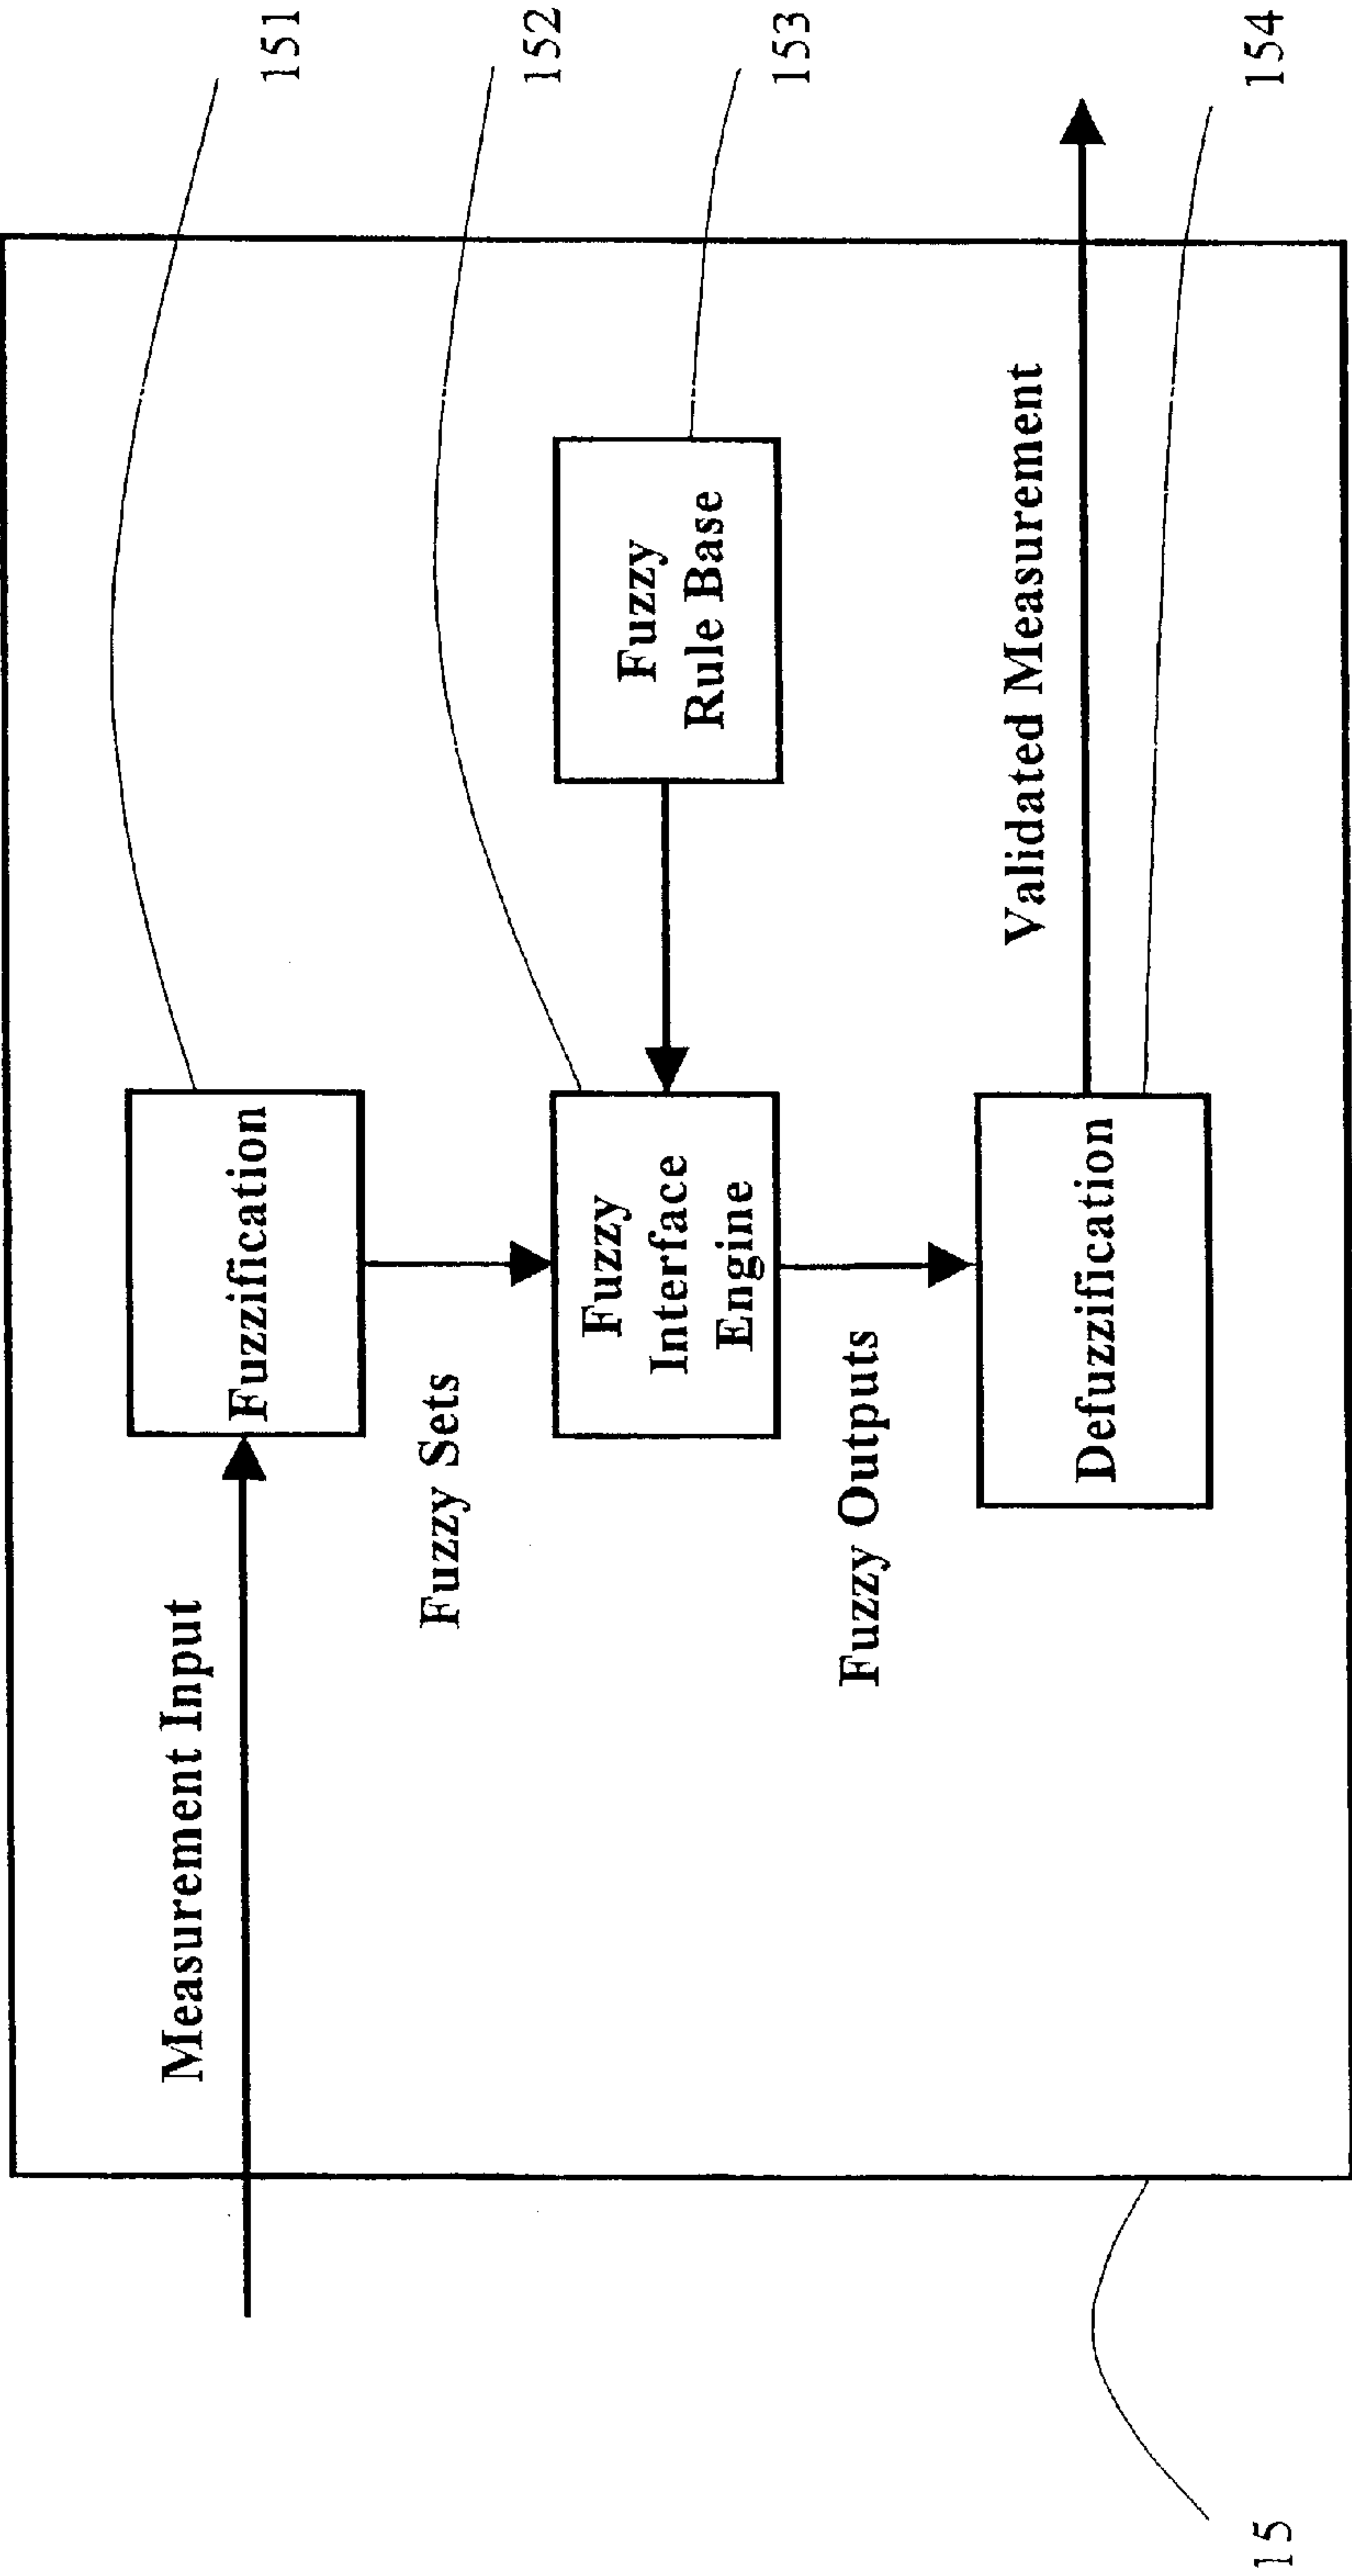 Measurement Input
Fuzzification
151
Fuzzy Sets
Fuzzy
Interface
Engine
152
Fuzzy
Rule Base
153
Fuzzy Outputs
Validated Measurement
Defuzzification
154
15